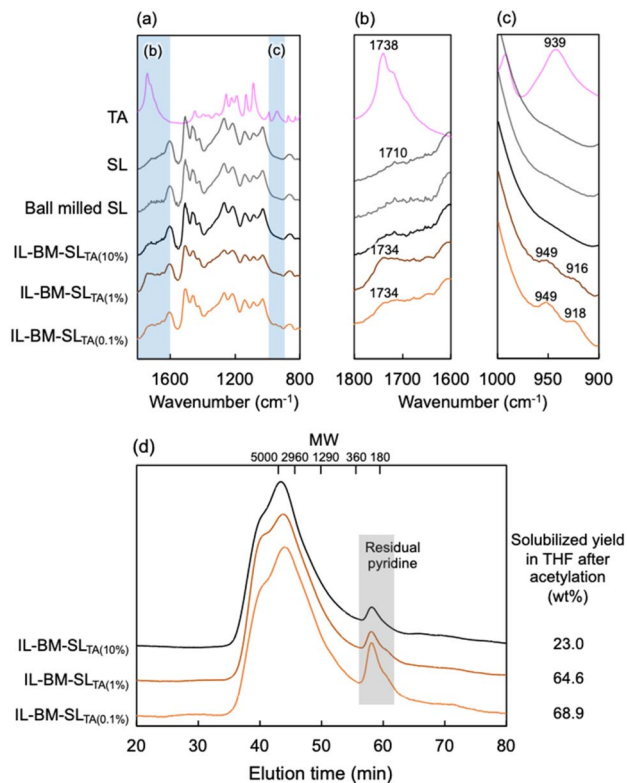 (a)
(b)
(c)
(b)
(c)
1738
939
TA
SL
1710
Ball milled SL
IL-BM-SLTA(10%)
1734
949
916
IL-BM-SLTA(1%)
1734
949
918
IL-BM-SLTA(0.1%)
1600 1200 800
1800 1700 1600
1000 950 900
Wavenumber (cm-1)
Wavenumber (cm-1)
Wavenumber (cm-1)
(d)
MW
5000 2960 1290 360 180
Residual
pyridine
Solubilized yield
in THF after
acetylation
(wt%)
IL-BM-SLTA(10%)
23.0
IL-BM-SLTA(1%)
64.6
IL-BM-SLTA(0.1%)
68.9
20 30 40 50 60 70 80
Elution time (min)